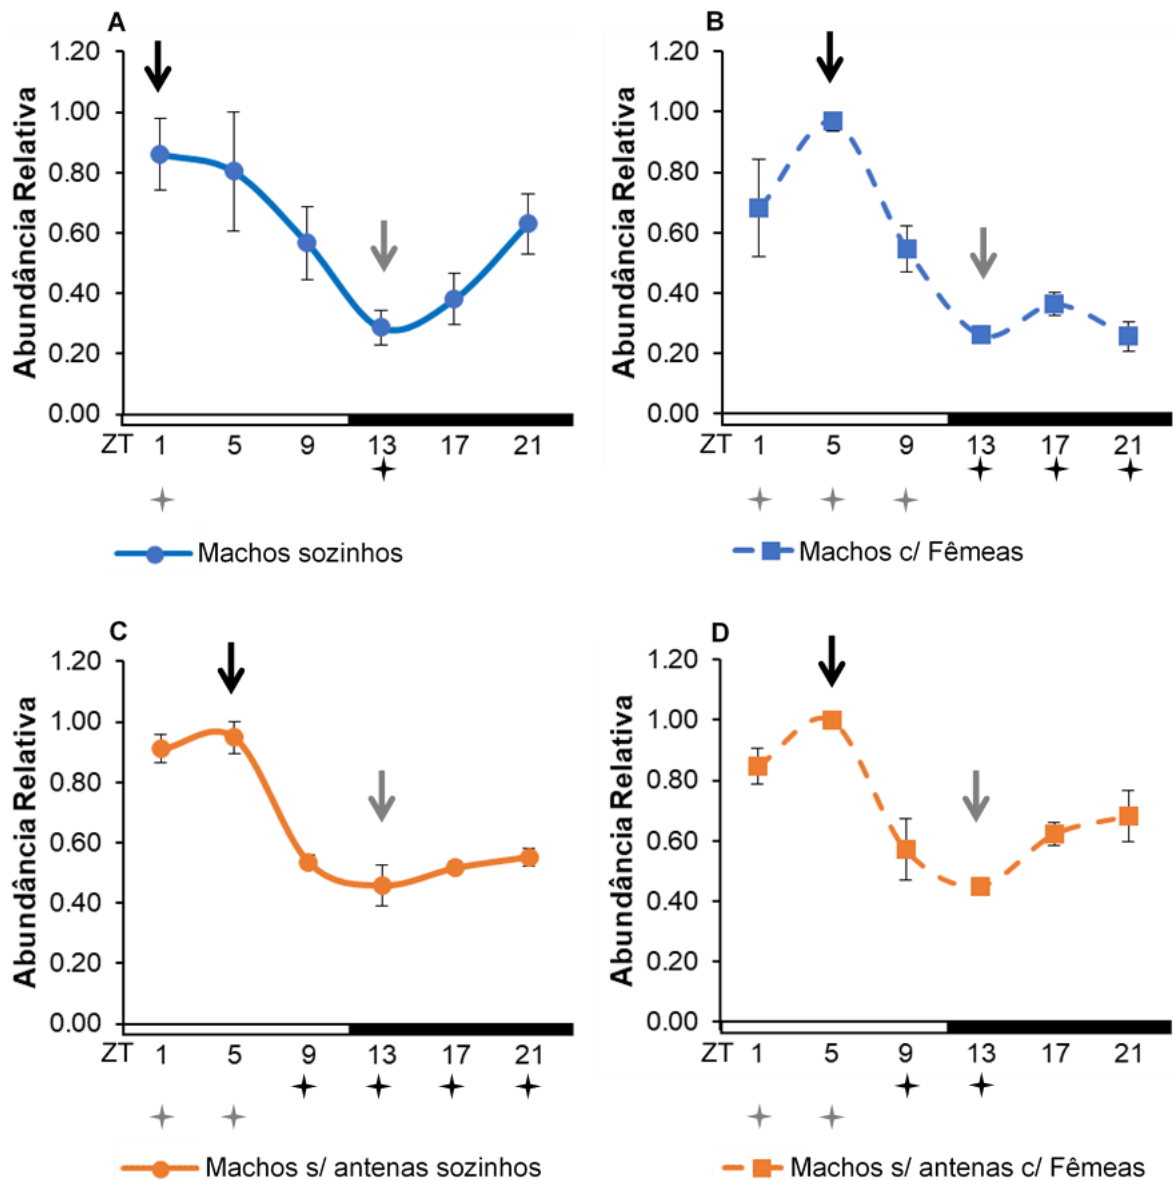 A
Abundância Relativa
1.20
1.00
0.80
0.60
0.40
0.20
0.00
ZT 1 5 9 13 17 21
Machos sozinhos
B
Abundância Relativa
1.20
1.00
0.80
0.60
0.40
0.20
0.00
ZT 1 5 9 13 17 21
Machos c/ Fêmeas
C
Abundância Relativa
1.20
1.00
0.80
0.60
0.40
0.20
0.00
ZT 1 5 9 13 17 21
Machos s/ antenas sozinhos
D
Abundância Relativa
1.20
1.00
0.80
0.60
0.40
0.20
0.00
ZT 1 5 9 13 17 21
Machos s/ antenas c/ Fêmeas